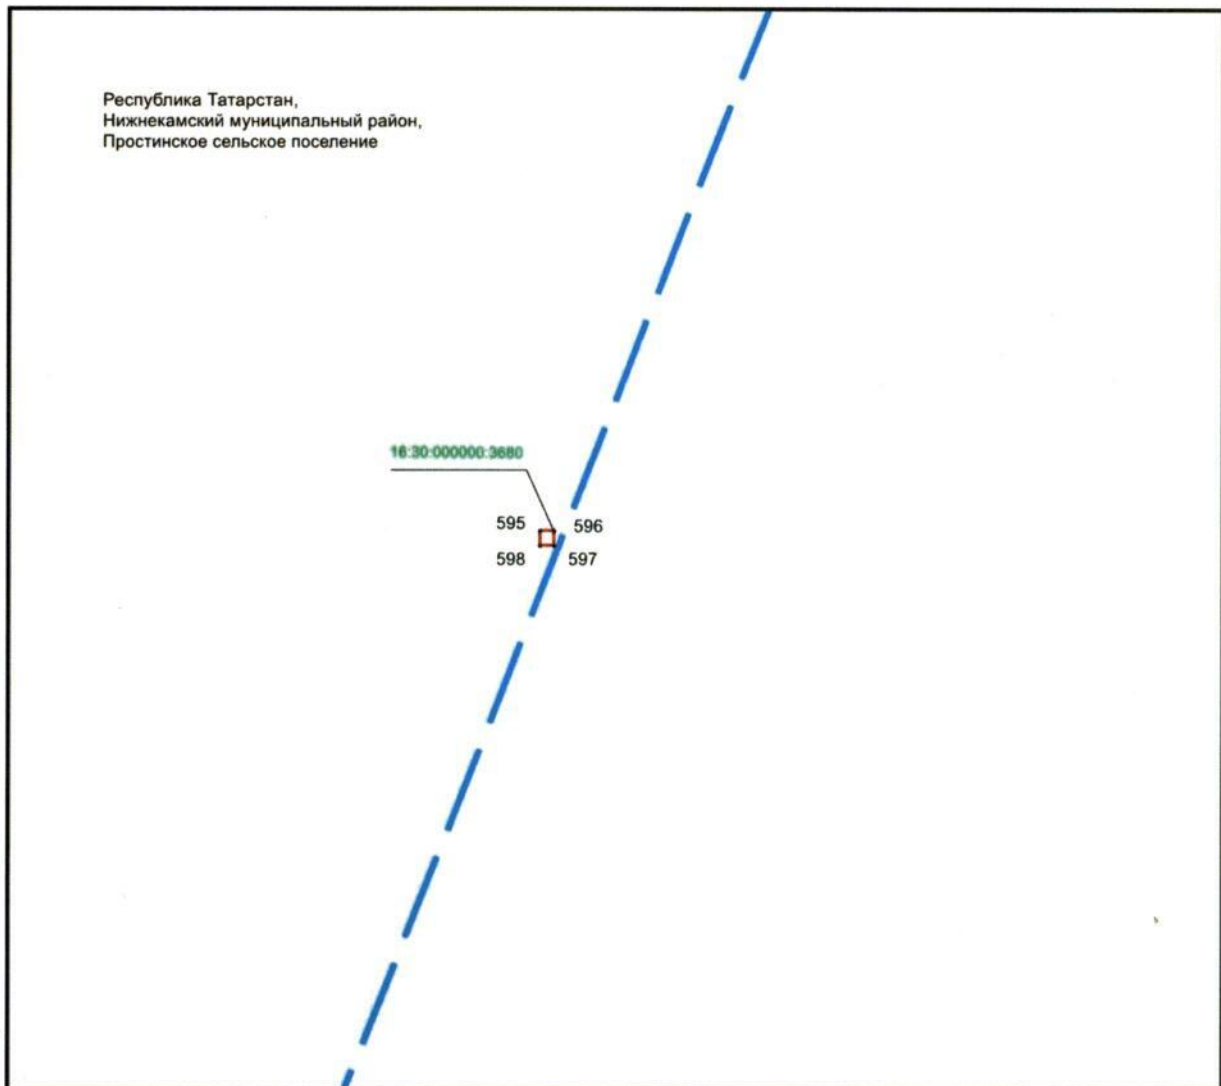 Республика Татарстан,
Нижнекамский муниципальный район,
Простинское сельское поселение
16:30:000000:3680
595 596
598 597